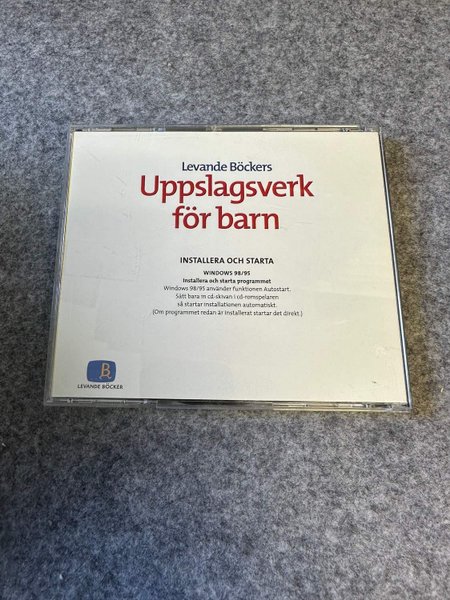 Levande Böckers
Uppslagsverk
för barn
INSTALLERA OCH STARTA
WINDOWS 98/95
Installera och starta programmet
Windows 98/95 använder funktionen Autostart.
Sätt bara in cd-skivan i cd-romspelaren
så startar installationen automatiskt.
(Om programmet redan är installerat startar det direkt.)
B
LEVANDE BÖCKER